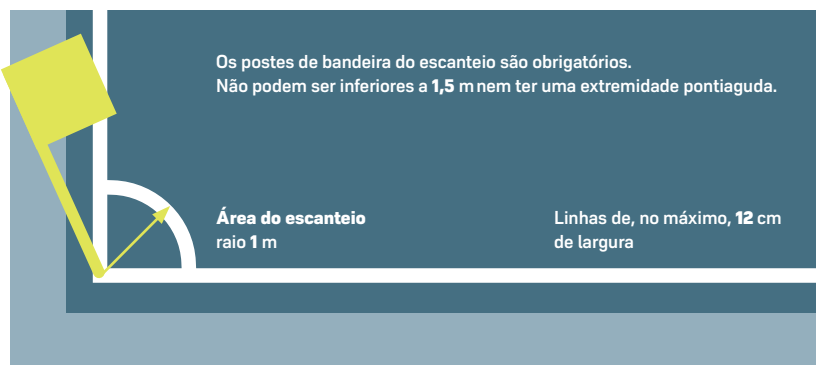 Os postes de bandeira do escanteio são obrigatórios.
Não podem ser inferiores a 1,5 m nem ter uma extremidade pontiaguda.
Área do escanteio
raio 1 m
Linhas de, no máximo, 12 cm
de largura